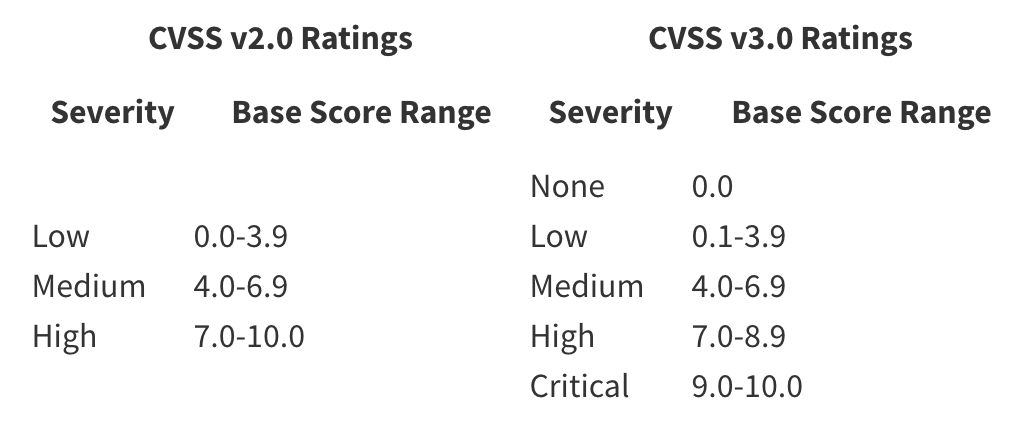 CVSS v2.0 Ratings CVSS v3.0 Ratings
Severity Base Score Range Severity Base Score Range
None 0.0
Low 0.0-3.9 Low 0.1-3.9
Medium 4.0-6.9 Medium 4.0-6.9
High 7.0-10.0 High 7.0-8.9
Critical 9.0-10.0